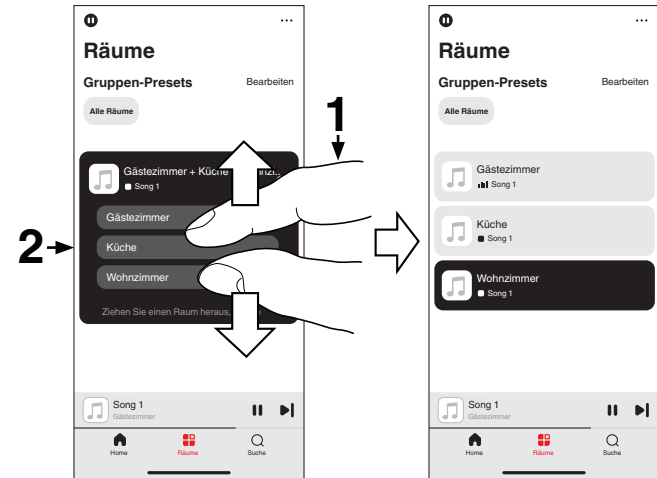 Räume
Gruppen-Presets Bearbeiten
Alle Räume
1
Gästezimmer + Küche
Song 1
Gästezimmer
Küche
Wohnzimmer
Ziehen Sie einen Raum heraus,
2
Song 1
Gästezimmer
Home Räume Suche
Räume
Gruppen-Presets Bearbeiten
Alle Räume
Gästezimmer
Song 1
Küche
Song 1
Wohnzimmer
Song 1
Song 1
Gästezimmer
Home Räume Suche